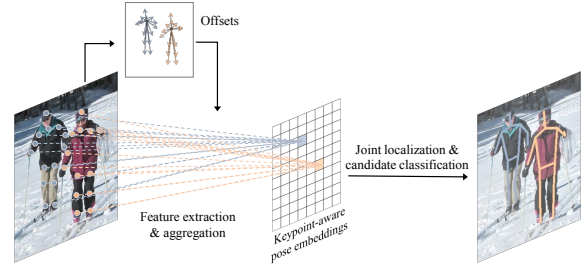 Offsets
Joint localization &
candidate classification
Feature extraction
& aggregation
Keypoint-aware
pose embeddings